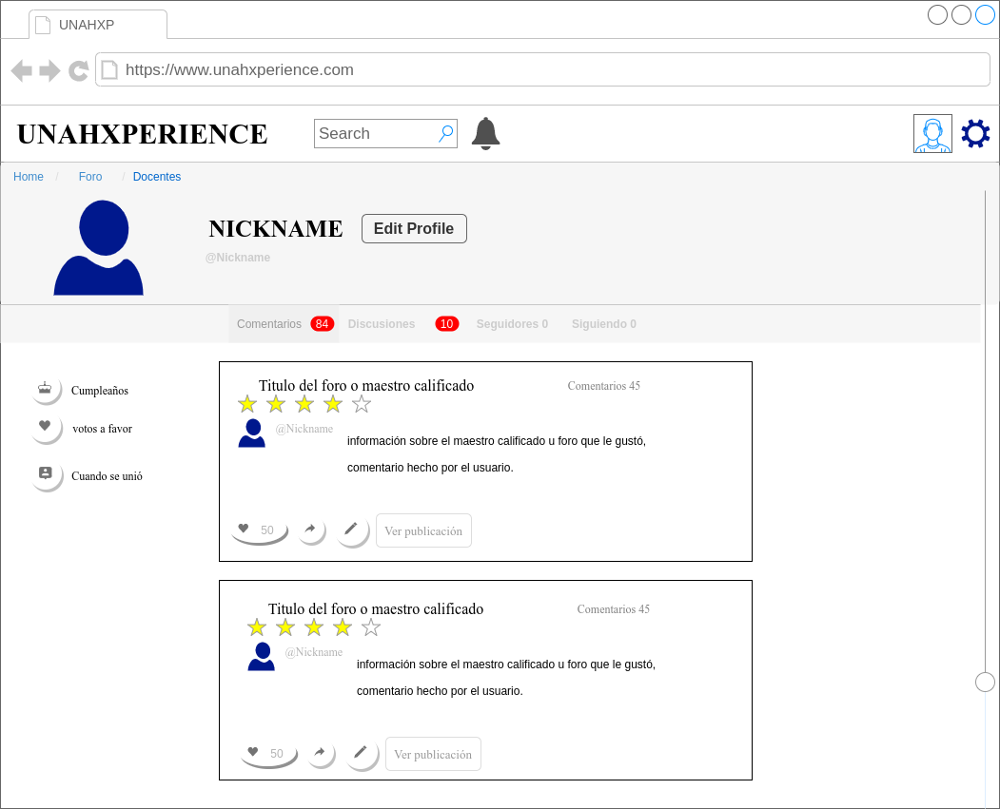 UNAHXP
https://www.unahxperience.com
UNAHXPERIENCE
Search
Home / Foro / Docentes
NICKNAME
Edit Profile
@Nickname
Comentarios 84 Discusiones 10 Seguidores 0 Siguiendo 0
Cumpleaños
votos a favor
Cuando se unió
Titulo del foro o maestro calificado
Comentarios 45
@Nickname
información sobre el maestro calificado u foro que le gustó,
comentario hecho por el usuario.
50
Ver publicación
Titulo del foro o maestro calificado
Comentarios 45
@Nickname
información sobre el maestro calificado u foro que le gustó,
comentario hecho por el usuario.
50
Ver publicación